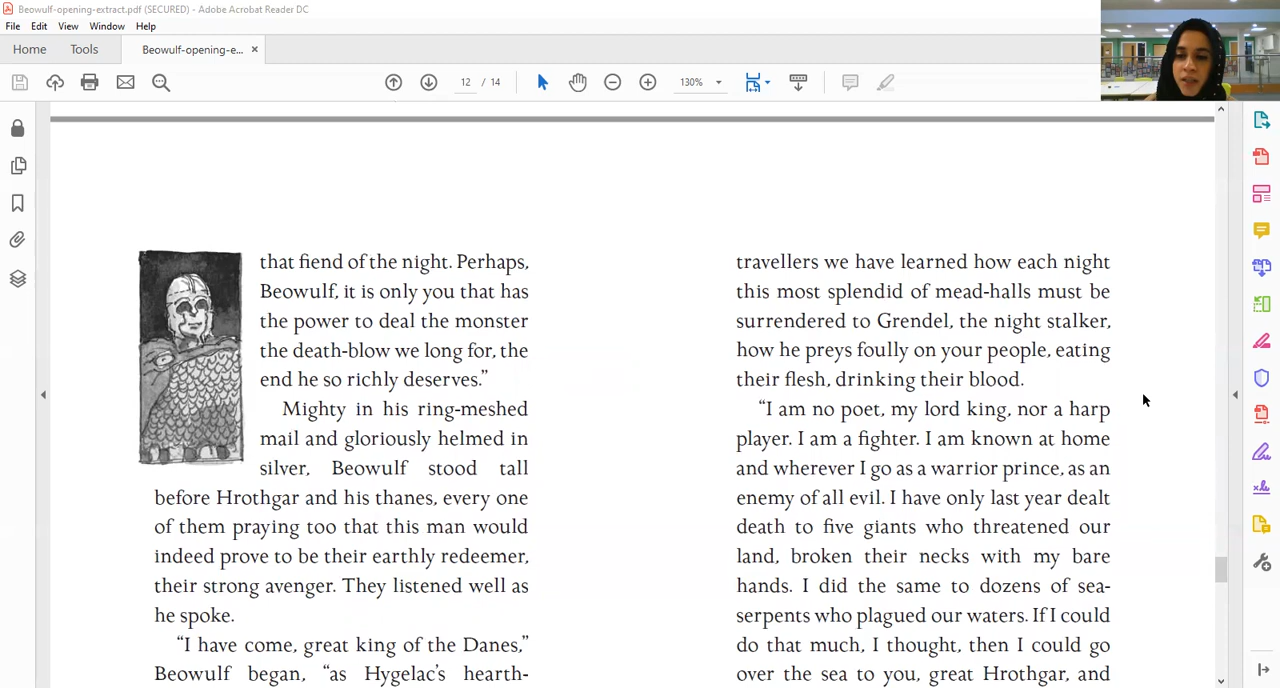 Beowulf-opening-extract.pdf (SECURED) - Adobe Acrobat Reader DC
File Edit View Window Help
Home Tools Beowulf-opening-e... ×
12 / 14 130%
that fiend of the night. Perhaps,
Beowulf, it is only you that has
the power to deal the monster
the death-blow we long for, the
end he so richly deserves.”
Mighty in his ring-meshed
mail and gloriously helmed in
silver, Beowulf stood tall
before Hrothgar and his thanes, every one
of them praying too that this man would
indeed prove to be their earthly redeemer,
their strong avenger. They listened well as
he spoke.
“I have come, great king of the Danes,”
Beowulf began, “as Hygelac’s hearth-
travellers we have learned how each night
this most splendid of mead-halls must be
surrendered to Grendel, the night stalker,
how he preys foully on your people, eating
their flesh, drinking their blood.
“I am no poet, my lord king, nor a harp
player. I am a fighter. I am known at home
and wherever I go as a warrior prince, as an
enemy of all evil. I have only last year dealt
death to five giants who threatened our
land, broken their necks with my bare
hands. I did the same to dozens of sea-
serpents who plagued our waters. If I could
do that much, I thought, then I could go
over the sea to you, great Hrothgar, and